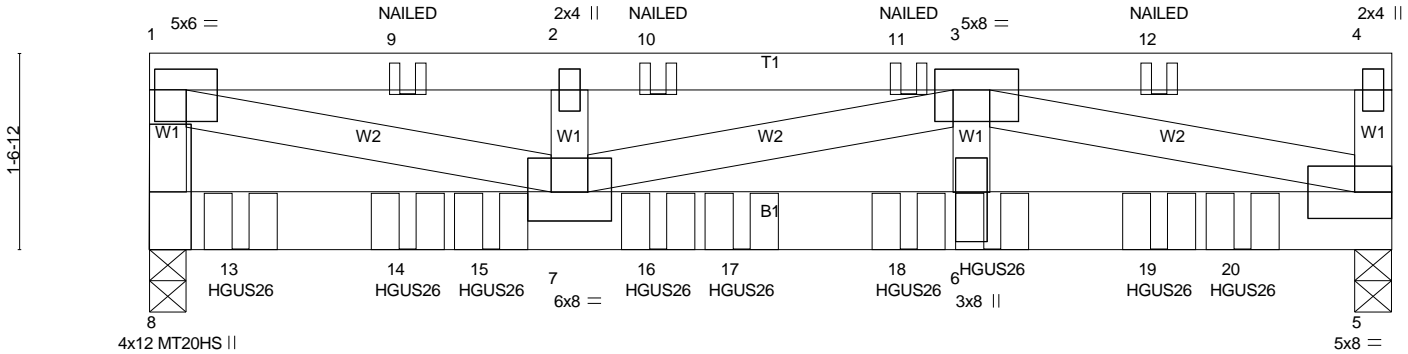 NAILED 2x4 || NAILED NAILED NAILED 2x4 ||
1 5x6 = 9 2 10 11 3 5x8 = 12 4
T1
1-6-12
W1 W2 W1 W2 W1 W2 W1
B1
13 14 15 7 16 17 18 6 HGUS26 19 20
HGUS26 HGUS26 HGUS26 6x8 = HGUS26 HGUS26 HGUS26 3x8 || HGUS26 HGUS26
8 5
4x12 MT20HS || 5x8 =